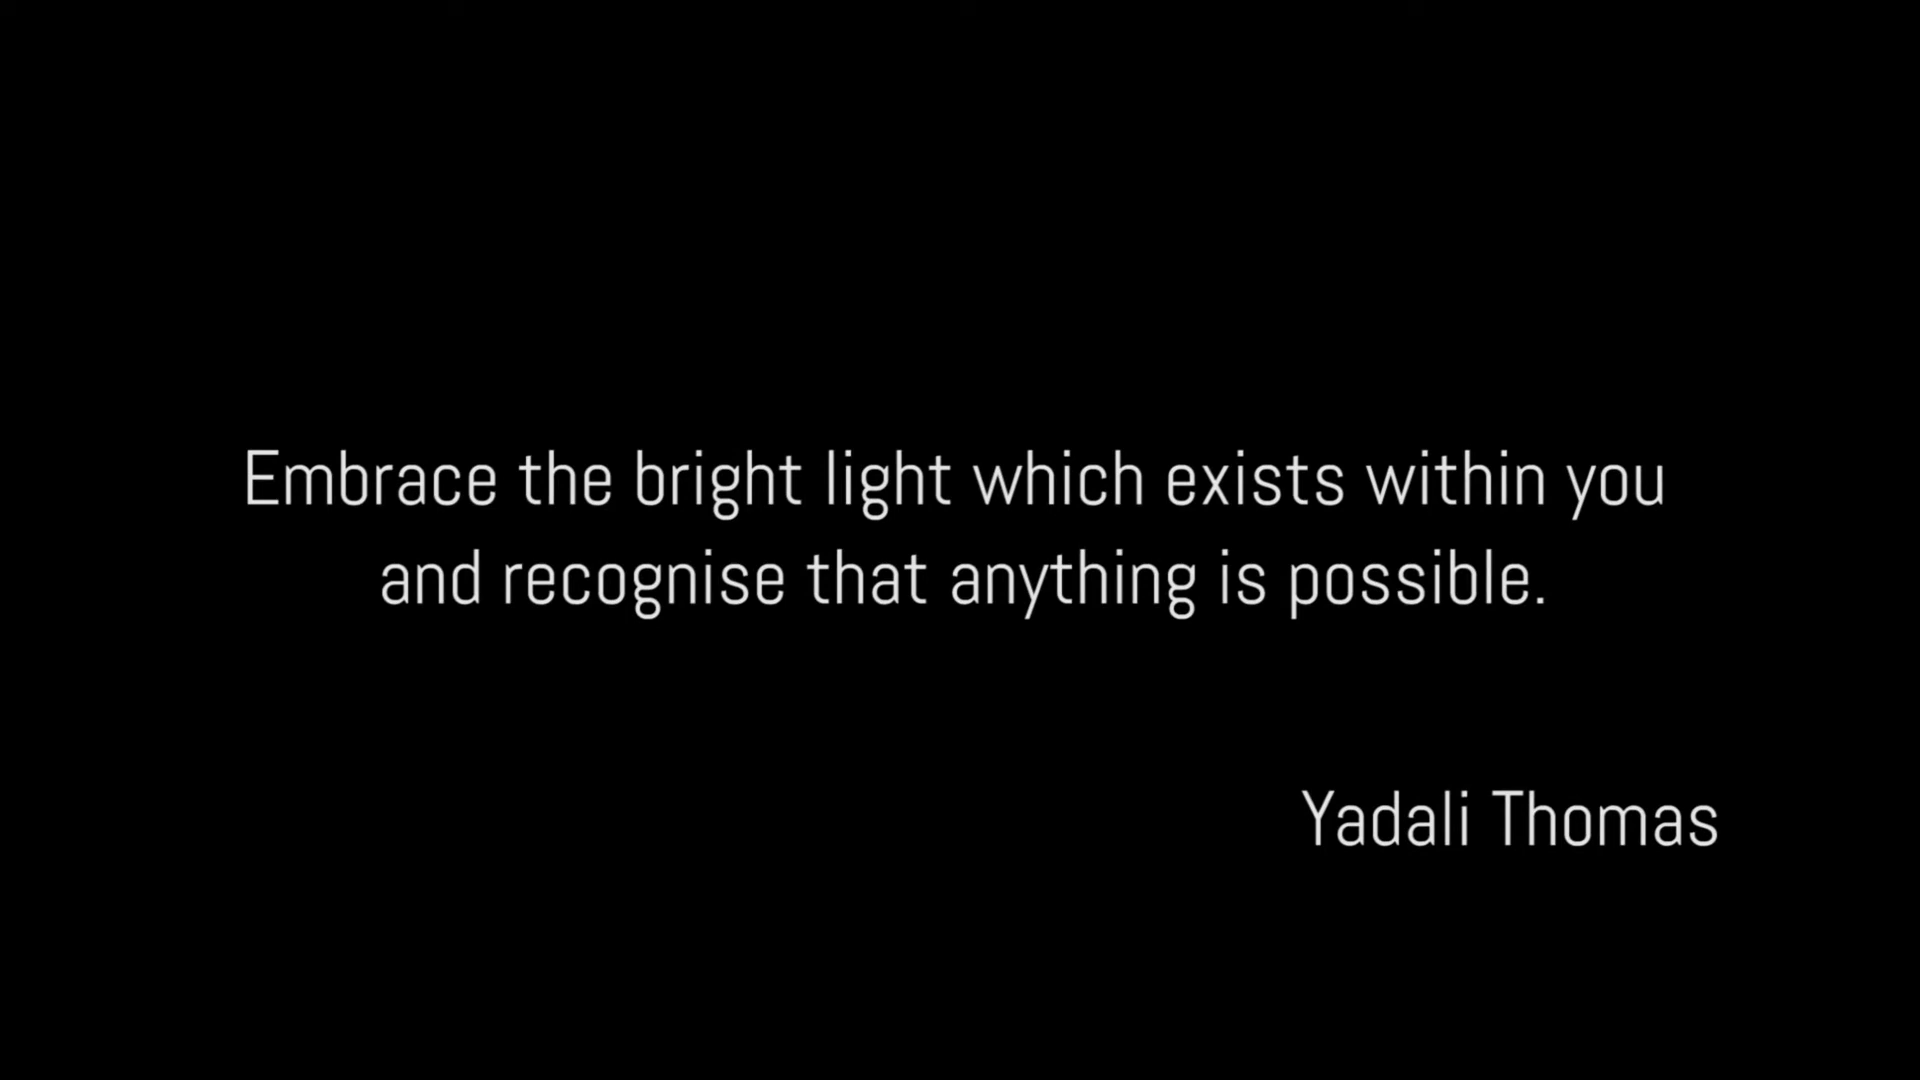 Embrace the bright light which exists within you
and recognise that anything is possible.
Yadali Thomas